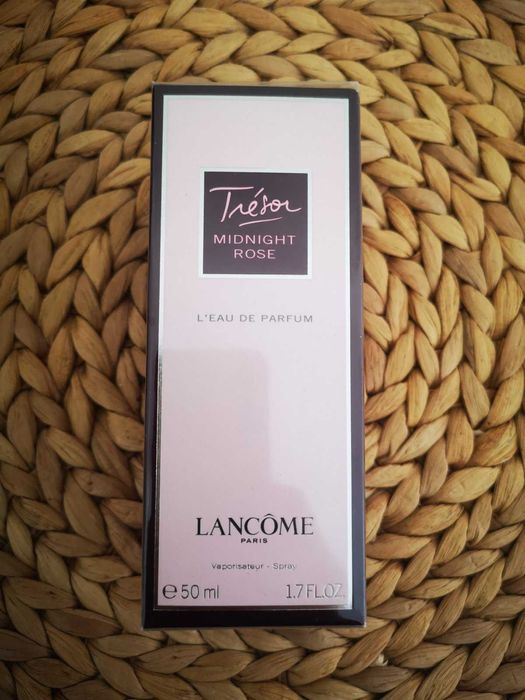 Trésor
MIDNIGHT
ROSE
L'EAU DE PARFUM
LANCÔME
PARIS
Vaporisateur - Spray
℮ 50 ml 1.7 FL.OZ.